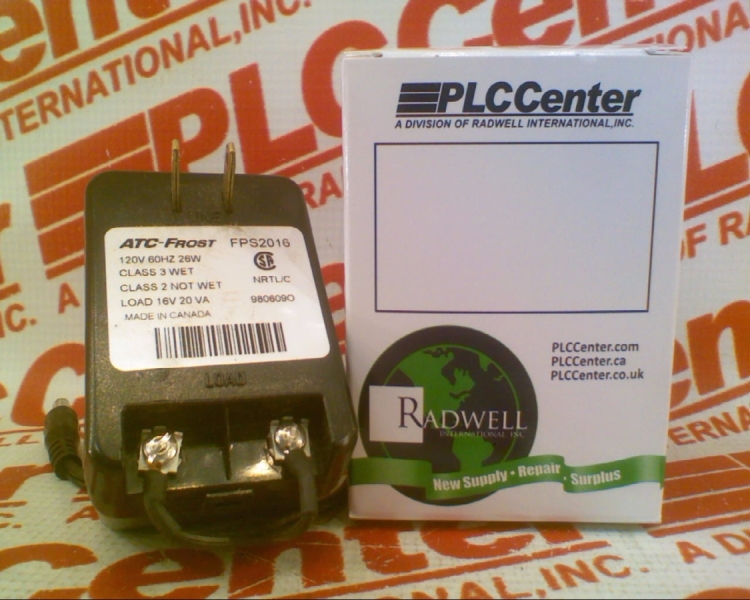 ATC-FROST FPS2016
120V 60HZ 26W
CLASS 3 WET
NRTL/C
CLASS 2 NOT WET
LOAD 16V 20 VA 980609O
MADE IN CANADA
LOAD
PLCCenter
A DIVISION OF RADWELL INTERNATIONAL,INC.
PLCCenter.com
PLCCenter.ca
PLCCenter.co.uk
RADWELL
INTERNATIONAL, INC
New Supply • Repair • Surplus